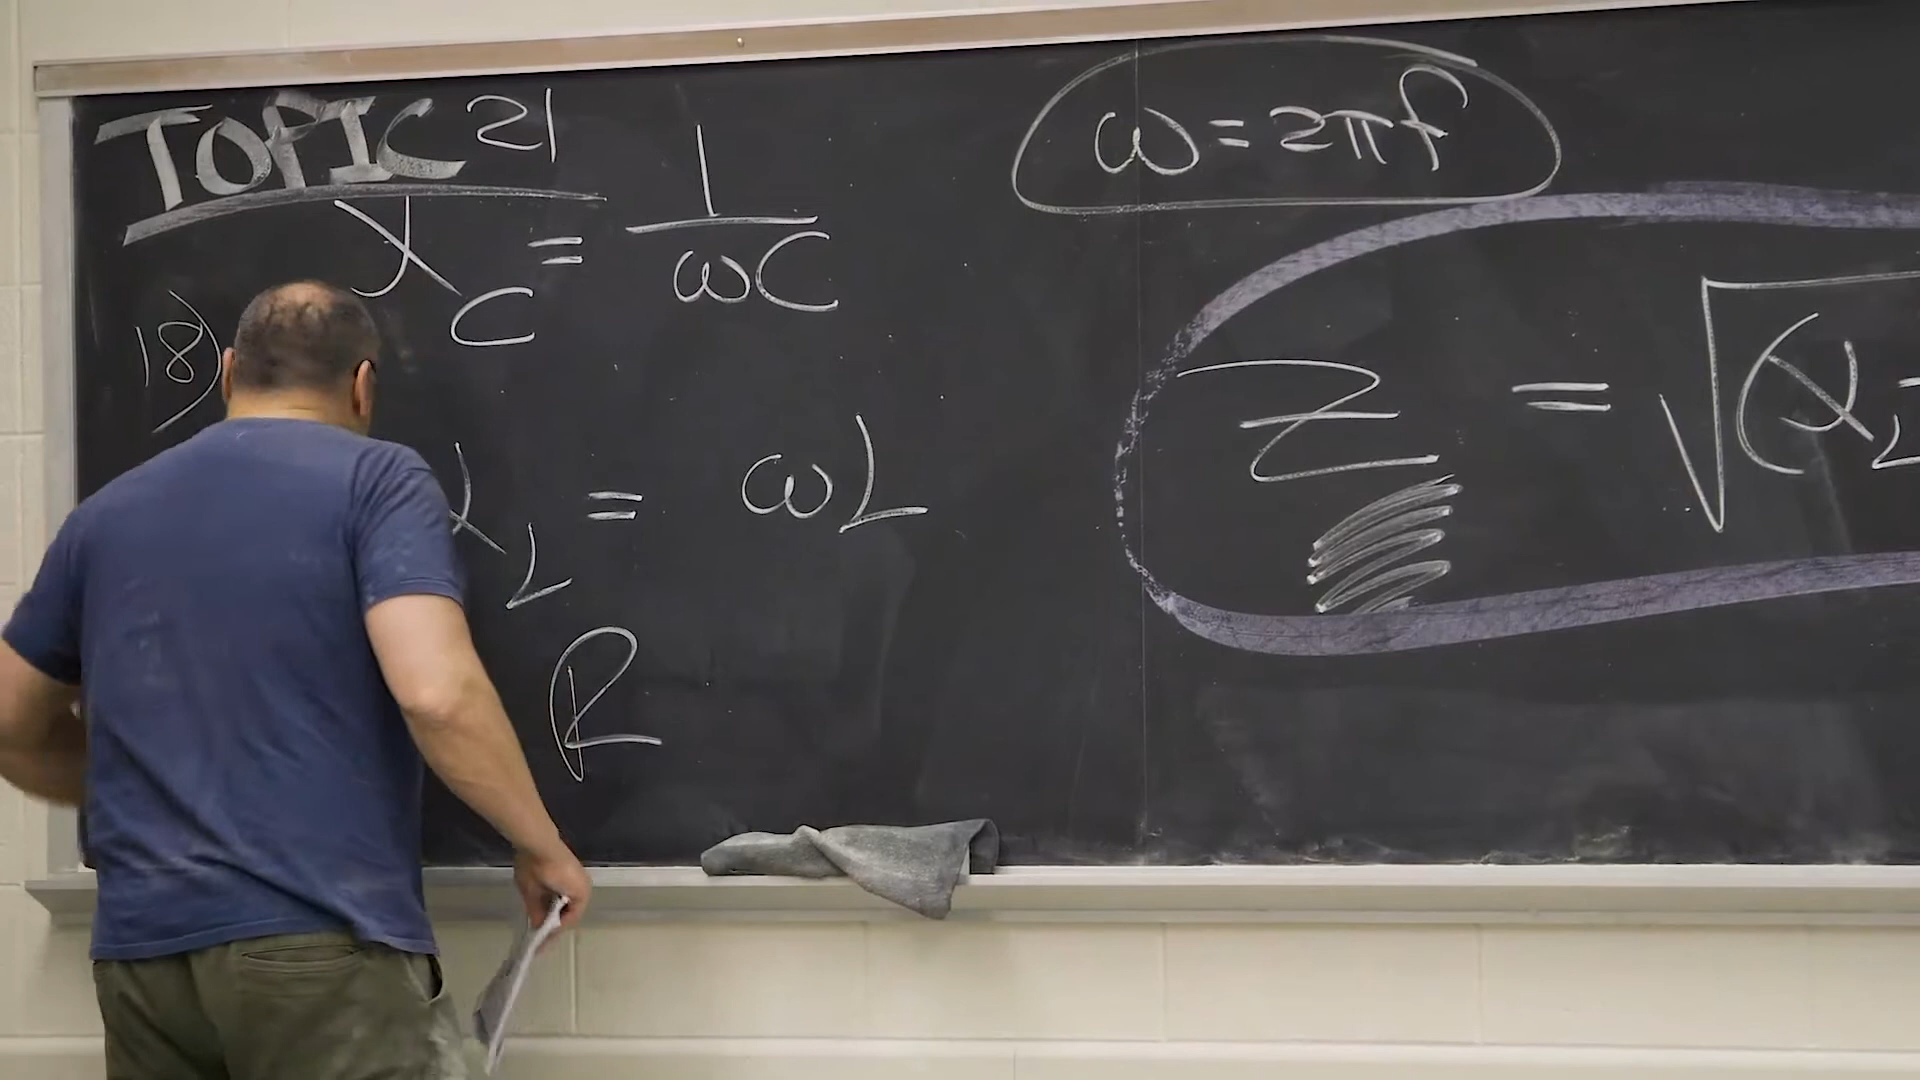 TOPIC 21
X_C = 1/ωC
18)
X_L = ωL
R
ω = 2πf
Z = √(X_L -